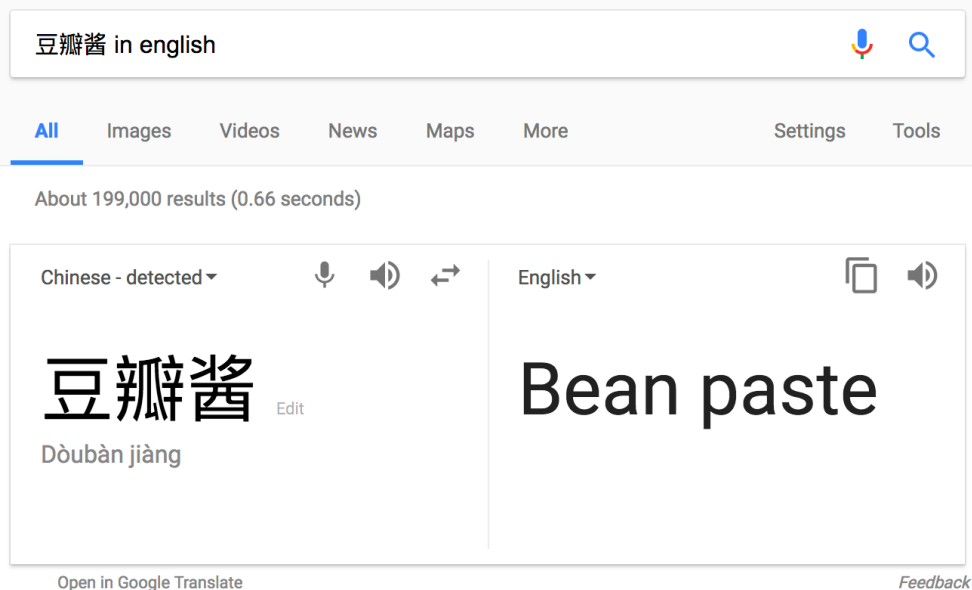 豆瓣酱 in english
All Images Videos News Maps More Settings Tools
About 199,000 results (0.66 seconds)
Chinese - detected English
豆瓣酱 Edit Bean paste
Dòubàn jiàng
Open in Google Translate Feedback